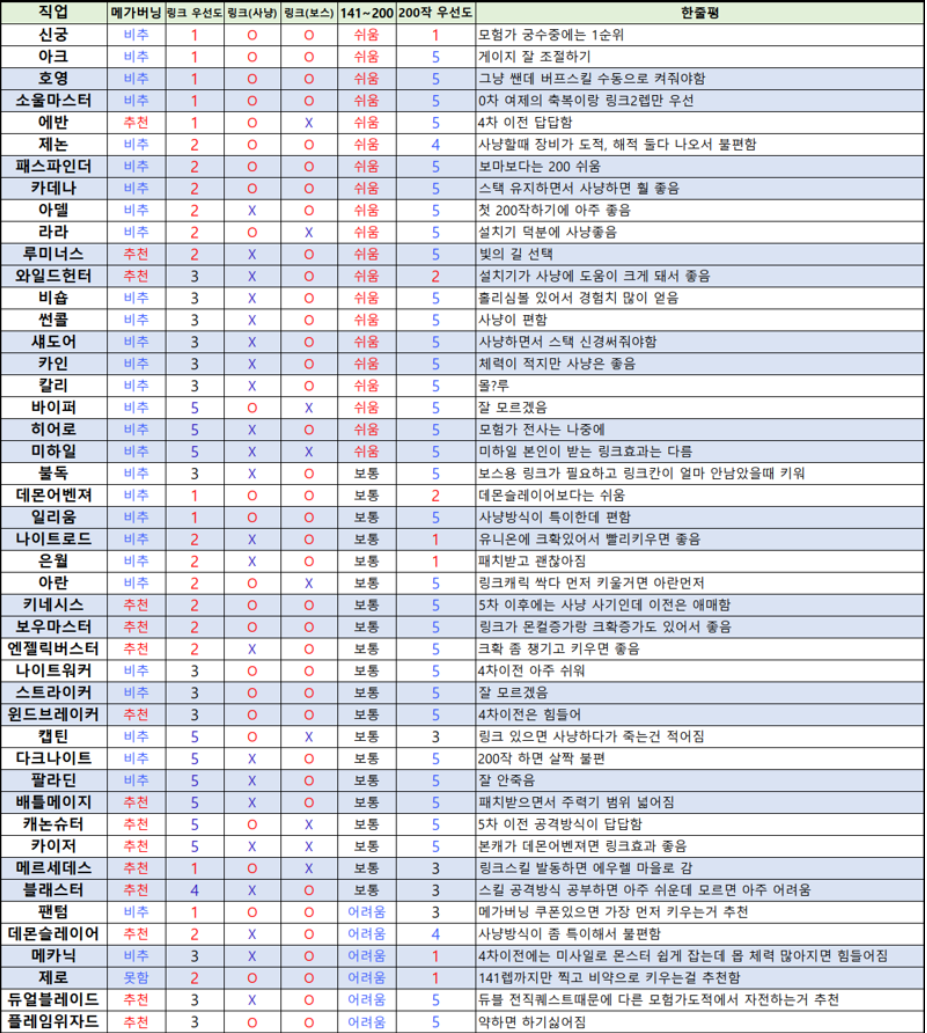 직업 메가버닝 링크 우선도 링크(사냥) 링크(보스) 141~200 200작 우선도 한줄평
신궁 비추 1 O O 쉬움 1 모험가 궁수중에는 1순위
아크 비추 1 O O 쉬움 5 게이지 잘 조절하기
호영 비추 1 O O 쉬움 5 그냥 쌘데 버프스킬 수동으로 켜줘야함
소울마스터 비추 1 O O 쉬움 5 0차 여제의 축복이랑 링크2렙만 우선
에반 추천 1 O X 쉬움 5 4차 이전 답답함
제논 비추 2 O O 쉬움 4 사냥할때 장비가 도적, 해적 둘다 나오서 불편함
패스파인더 비추 2 O O 쉬움 5 보마보다는 200 쉬움
카데나 비추 2 O O 쉬움 5 스택 유지하면서 사냥하면 훨 좋음
아델 비추 2 X O 쉬움 5 첫 200작하기에 아주 좋음
라라 비추 2 O X 쉬움 5 설치기 덕분에 사냥좋음
루미너스 추천 2 X O 쉬움 5 빛의 길 선택
와일드헌터 추천 3 X O 쉬움 2 설치기가 사냥에 도움이 크게 돼서 좋음
비숍 비추 3 X O 쉬움 5 홀리심볼 있어서 경험치 많이 얻음
썬콜 비추 3 X O 쉬움 5 사냥이 편함
섀도어 비추 3 X O 쉬움 5 사냥하면서 스택 신경써줘야함
카인 비추 3 X O 쉬움 5 체력이 적지만 사냥은 좋음
칼리 비추 3 X O 쉬움 5 몰?루
바이퍼 비추 5 O X 쉬움 5 잘 모르겠음
히어로 비추 5 X O 쉬움 5 모험가 전사는 나중에
미하일 비추 5 X X 쉬움 5 미하일 본인이 받는 링크효과는 다름
불독 비추 3 X O 보통 5 보스용 링크가 필요하고 링크칸이 얼마 안남았을때 키워
데몬어벤져 비추 1 O O 보통 2 데몬슬레이어보다는 쉬움
일리움 비추 1 O O 보통 5 사냥방식이 특이한데 편함
나이트로드 비추 2 X O 보통 1 유니온에 크확있어서 빨리키우면 좋음
은월 비추 2 X O 보통 1 패치받고 괜찮아짐
아란 비추 2 O X 보통 5 링크캐릭 싹다 먼저 키울거면 아란먼저
키네시스 추천 2 O O 보통 5 5차 이후에는 사냥 사기인데 이전은 애매함
보우마스터 추천 2 O O 보통 5 링크가 몬컬증가랑 크확증가도 있어서 좋음
엔젤릭버스터 추천 2 X O 보통 5 크확 좀 챙기고 키우면 좋음
나이트워커 비추 3 O O 보통 5 4차이전 아주 쉬워
스트라이커 비추 3 O O 보통 5 잘 모르겠음
윈드브레이커 추천 3 O O 보통 5 4차이전은 힘들어
캡틴 비추 5 O X 보통 3 링크 있으면 사냥하다가 죽는건 적어짐
다크나이트 비추 5 X O 보통 5 200작 하면 살짝 불편
팔라딘 비추 5 X O 보통 5 잘 안죽음
배틀메이지 추천 5 X O 보통 5 패치받으면서 주력기 범위 넓어짐
캐논슈터 추천 5 O X 보통 5 5차 이전 공격방식이 답답함
카이저 추천 5 X X 보통 5 본캐가 데몬어벤져면 링크효과 좋음
메르세데스 추천 1 O X 보통 3 링크스킬 발동하면 에우렐 마을로 감
블래스터 추천 4 X O 보통 3 스킬 공격방식 공부하면 아주 쉬운데 모르면 아주 어려움
팬텀 비추 1 O O 어려움 3 메가버닝 쿠폰있으면 가장 먼저 키우는거 추천
데몬슬레이어 추천 2 X O 어려움 4 사냥방식이 좀 특이해서 불편함
메카닉 비추 3 X O 어려움 1 4차이전에는 미사일로 몬스터 쉽게 잡는데 몹 체력 많아지면 힘들어짐
제로 못함 2 O O 어려움 1 141렙까지만 찍고 비약으로 키우는걸 추천함
듀얼블레이드 추천 3 X O 어려움 5 듀블 전직퀘스트때문에 다른 모험가도적에서 자전하는거 추천
플레임위자드 추천 3 O O 어려움 5 약하면 하기싫어짐